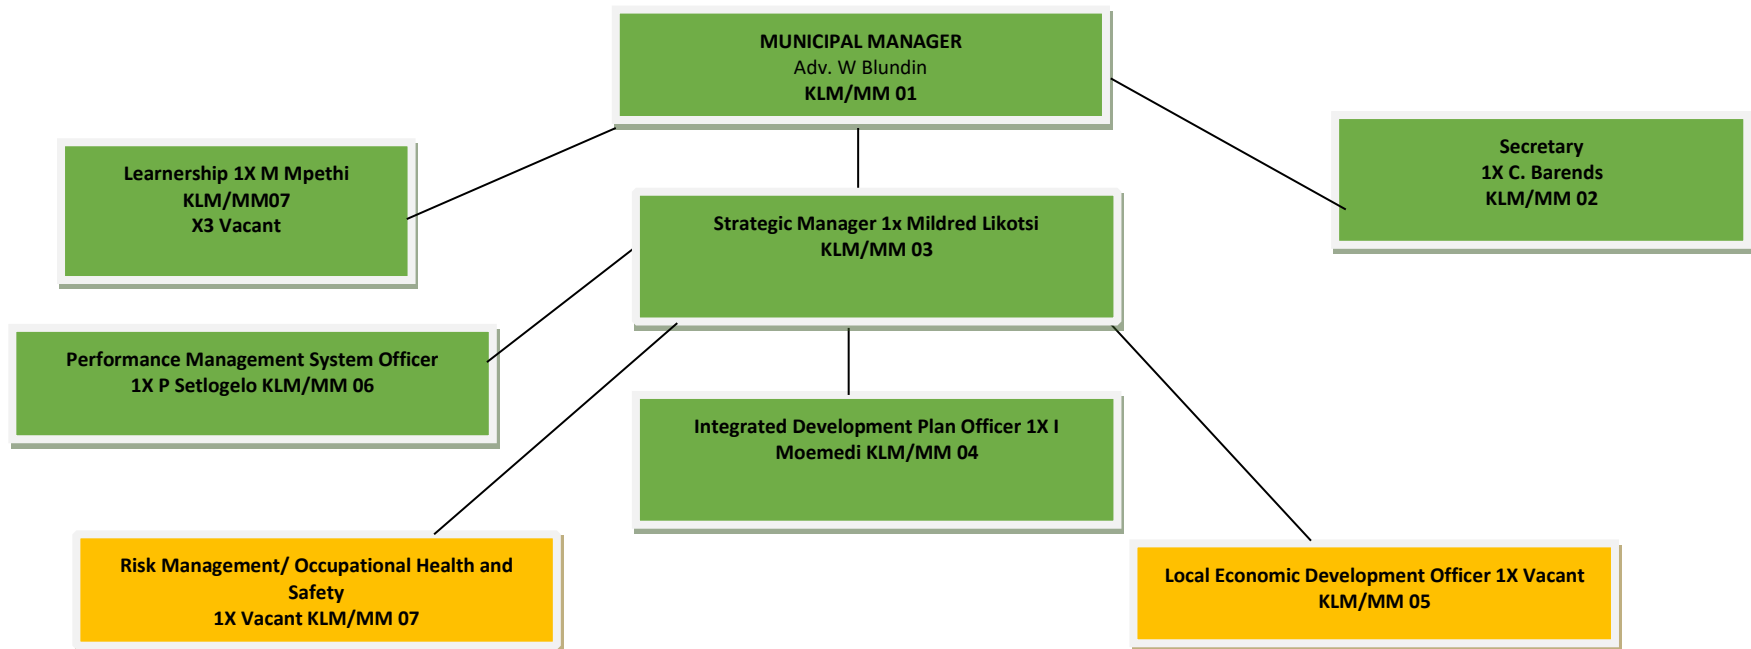 MUNICIPAL MANAGER
Adv. W Blundin
KLM/MM 01
Learnership 1X M Mpethi
KLM/MM07
X3 Vacant
Secretary
1X C. Barends
KLM/MM 02
Strategic Manager 1x Mildred Likotsi
KLM/MM 03
Performance Management System Officer
1X P Setlogelo KLM/MM 06
Integrated Development Plan Officer 1X I
Moemedi KLM/MM 04
Risk Management/ Occupational Health and
Safety
1X Vacant KLM/MM 07
Local Economic Development Officer 1X Vacant
KLM/MM 05